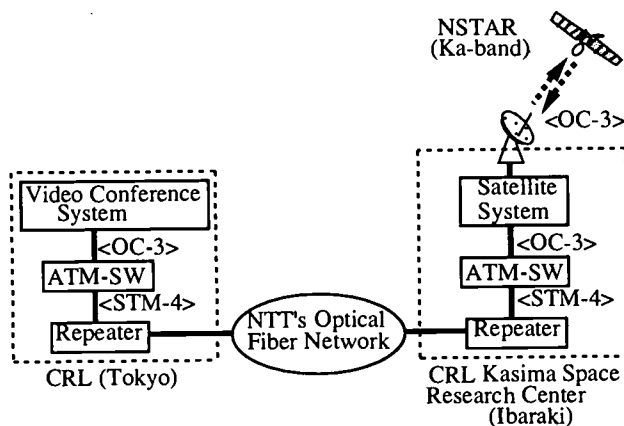 NSTAR
(Ka-band)
<OC-3>
Video Conference
System
<OC-3>
ATM-SW
<STM-4>
Repeater
CRL (Tokyo)
NTT's Optical
Fiber Network
Satellite
System
<OC-3>
ATM-SW
<STM-4>
Repeater
CRL Kasima Space
Research Center
(Ibaraki)